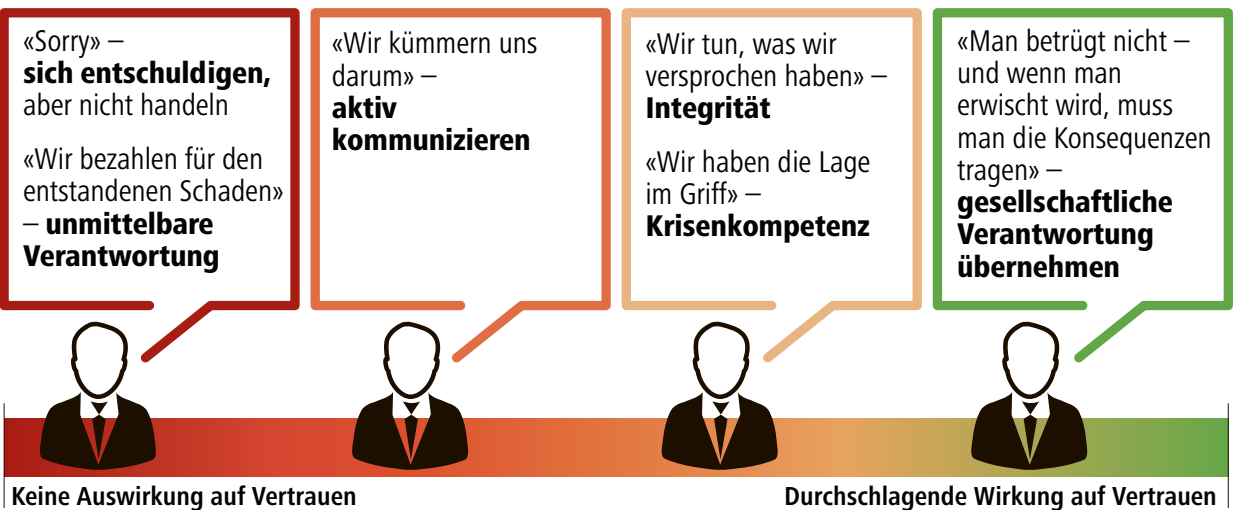 «Sorry» –
sich entschuldigen,
aber nicht handeln
«Wir bezahlen für den
entstandenen Schaden»
– unmittelbare
Verantwortung
«Wir kümmern uns
darum» –
aktiv
kommunizieren
«Wir tun, was wir
versprochen haben» –
Integrität
«Wir haben die Lage
im Griff» –
Krisenkompetenz
«Man betrügt nicht –
und wenn man
erwischt wird, muss
man die Konsequenzen
tragen» –
gesellschaftliche
Verantwortung
übernehmen
Keine Auswirkung auf Vertrauen
Durchschlagende Wirkung auf Vertrauen